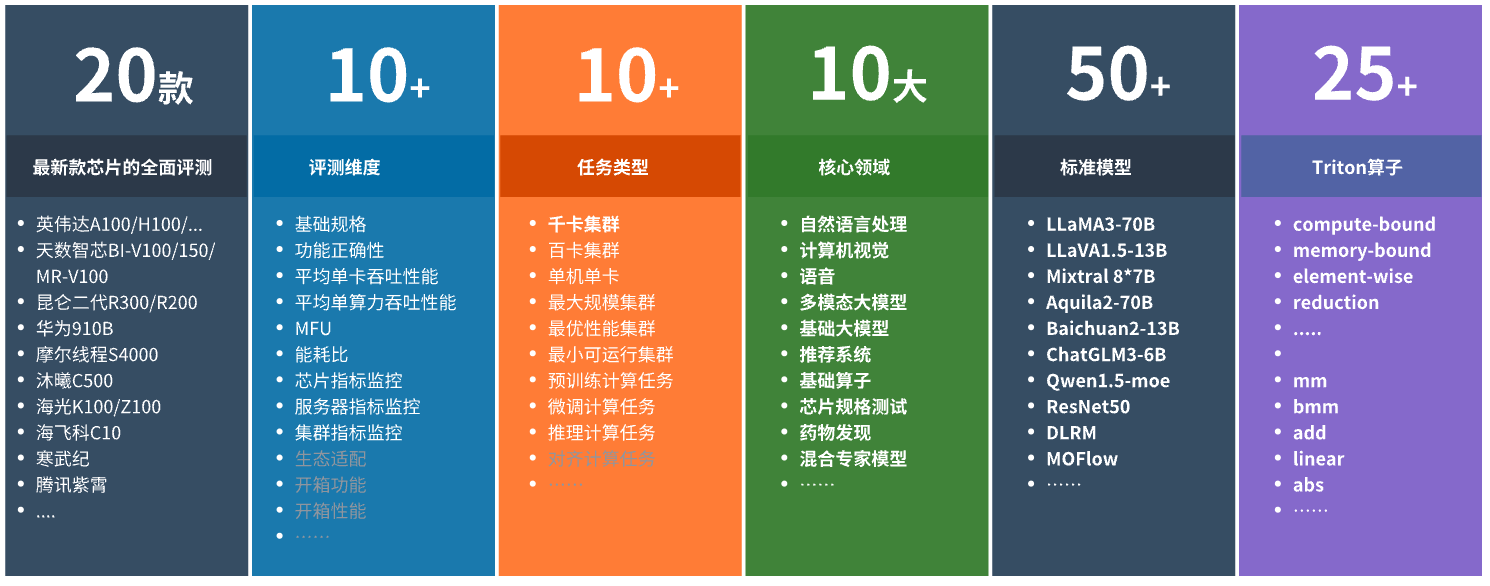 20款
最新款芯片的全面评测
• 英伟达A100/H100/...
• 天数智芯BI-V100/150/
MR-V100
• 昆仑二代R300/R200
• 华为910B
• 摩尔线程S4000
• 沐曦C500
• 海光K100/Z100
• 海飞科C10
• 寒武纪
• 腾讯紫霄
• ....
10+
评测维度
• 基础规格
• 功能正确性
• 平均单卡吞吐性能
• 平均单算力吞吐性能
• MFU
• 能耗比
• 芯片指标监控
• 服务器指标监控
• 集群指标监控
• 生态适配
• 开箱功能
• 开箱性能
• ······
10+
任务类型
• 千卡集群
• 百卡集群
• 单机单卡
• 最大规模集群
• 最优性能集群
• 最小可运行集群
• 预训练计算任务
• 微调计算任务
• 推理计算任务
• 对齐计算任务
• ······
10大
核心领域
• 自然语言处理
• 计算机视觉
• 语音
• 多模态大模型
• 基础大模型
• 推荐系统
• 基础算子
• 芯片规格测试
• 药物发现
• 混合专家模型
• ······
50+
标准模型
• LLaMA3-70B
• LLaVA1.5-13B
• Mixtral 8*7B
• Aquila2-70B
• Baichuan2-13B
• ChatGLM3-6B
• Qwen1.5-moe
• ResNet50
• DLRM
• MOFlow
• ······
25+
Triton算子
• compute-bound
• memory-bound
• element-wise
• reduction
• .....
•
• mm
• bmm
• add
• linear
• abs
• ······